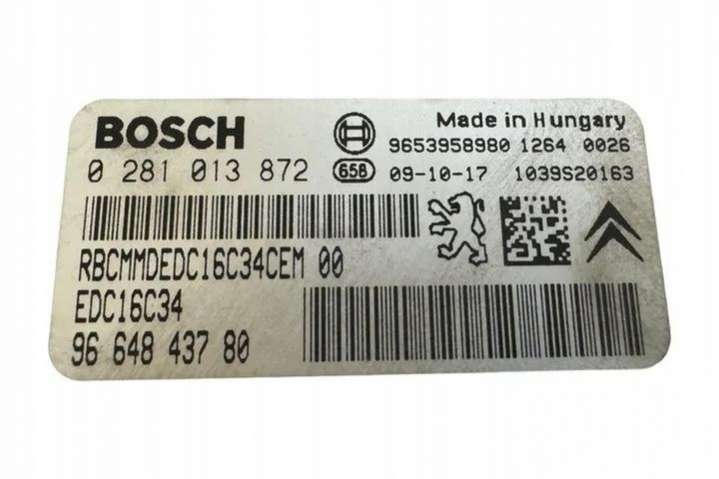 BOSCH
Made in Hungary
9653958980 1264 0026
0 281 013 872
658
09-10-17 1039S20163
RBCMMDEDC16C34CEM 00
EDC16C34
96 648 437 80